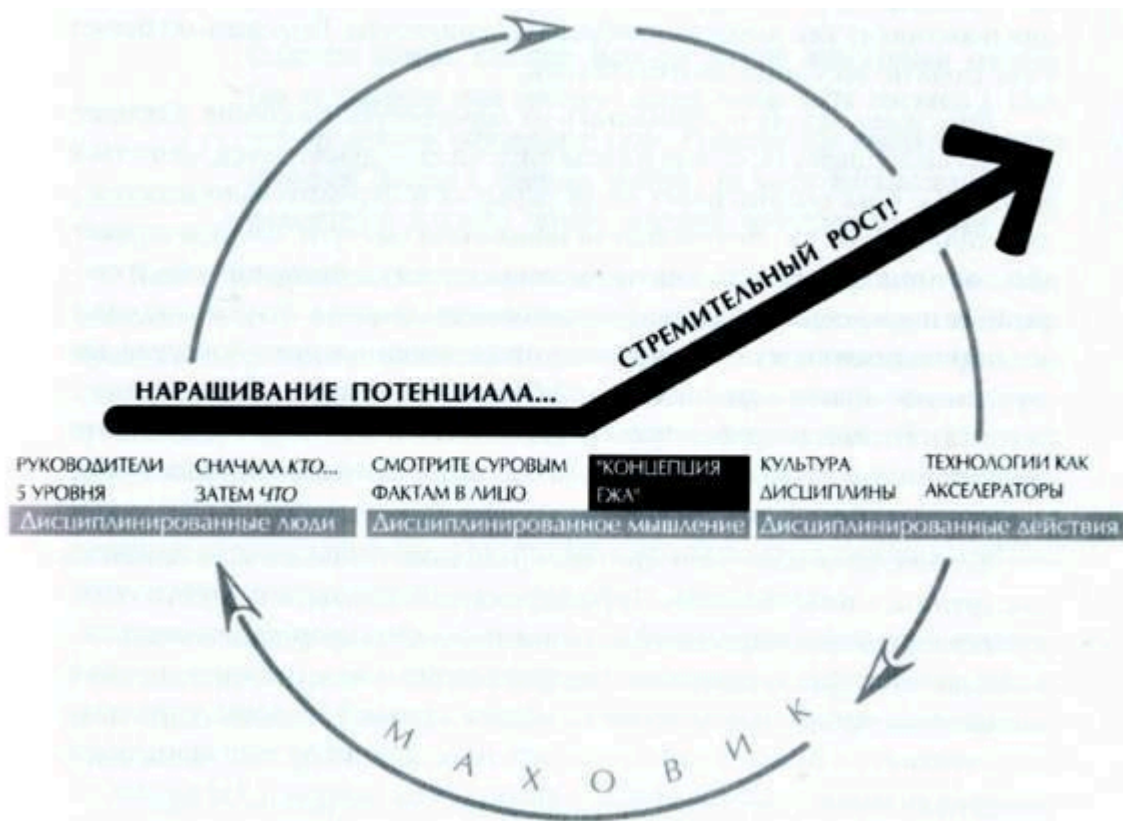 СТРЕМИТЕЛЬНЫЙ РОСТ!
НАРАЩИВАНИЕ ПОТЕНЦИАЛА...
РУКОВОДИТЕЛИ
5 УРОВНЯ
СНАЧАЛА КТО...
ЗАТЕМ ЧТО
СМОТРИТЕ СУРОВЫМ
ФАКТАМ В ЛИЦО
"КОНЦЕПЦИЯ
ЕЖА"
КУЛЬТУРА
ДИСЦИПЛИНЫ
ТЕХНОЛОГИИ КАК
АКСЕЛЕРАТОРЫ
Дисциплинированные люди
Дисциплинированное мышление
Дисциплинированные действия
МАХОВИК